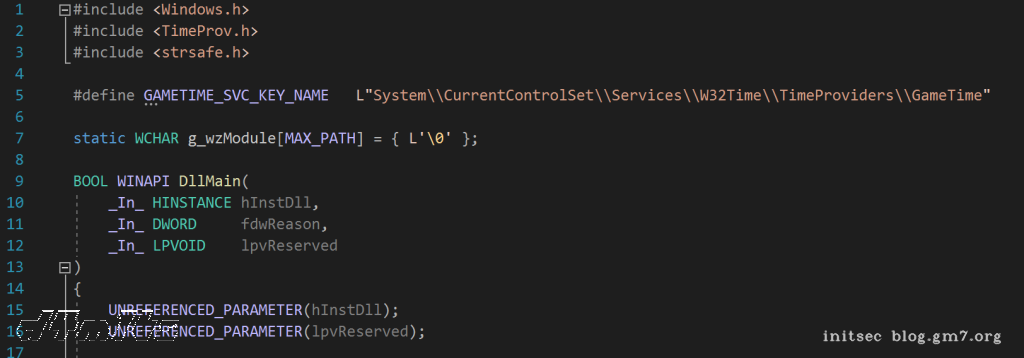 1 #include <Windows.h>
2 #include <TimeProv.h>
3 #include <strsafe.h>
4
5 #define GAMETIME_SVC_KEY_NAME   L"System\\CurrentControlSet\\Services\\W32Time\\TimeProviders\\GameTime"
6
7 static WCHAR g_wzModule[MAX_PATH] = { L'\0' };
8
9 BOOL WINAPI DllMain(
10     _In_ HINSTANCE hInstDll,
11     _In_ DWORD     fdwReason,
12     _In_ LPVOID    lpvReserved
13 )
14 {
15     UNREFERENCED_PARAMETER(hInstDll);
16     UNREFERENCED_PARAMETER(lpvReserved);
17
initsec blog.gm7.org